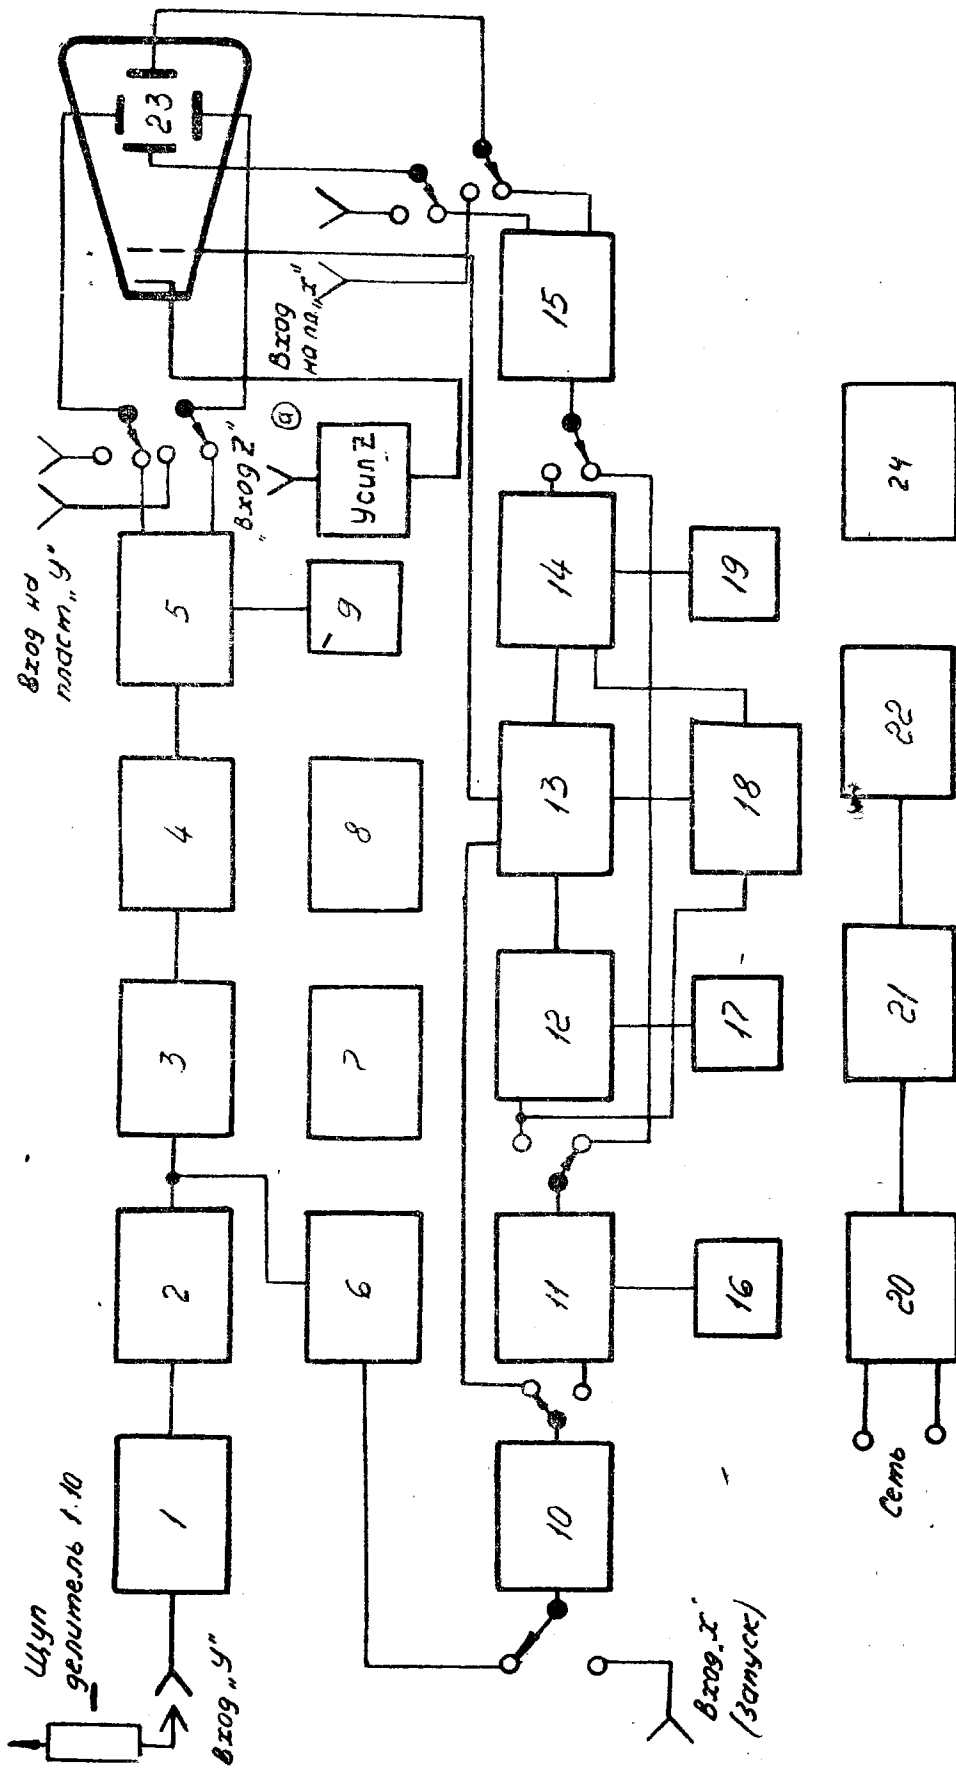 Щуп
делитель 1:10
Вход „У"
1
2
3
4
5
6
7
8
9
Вход на
пласт „У"
„Вход Z"
Усил Z
а
Вход
на пл. „х"
23
10
11
12
13
14
15
16
17
18
19
Вход „Х"
(Запуск)
Сеть
20
21
22
24